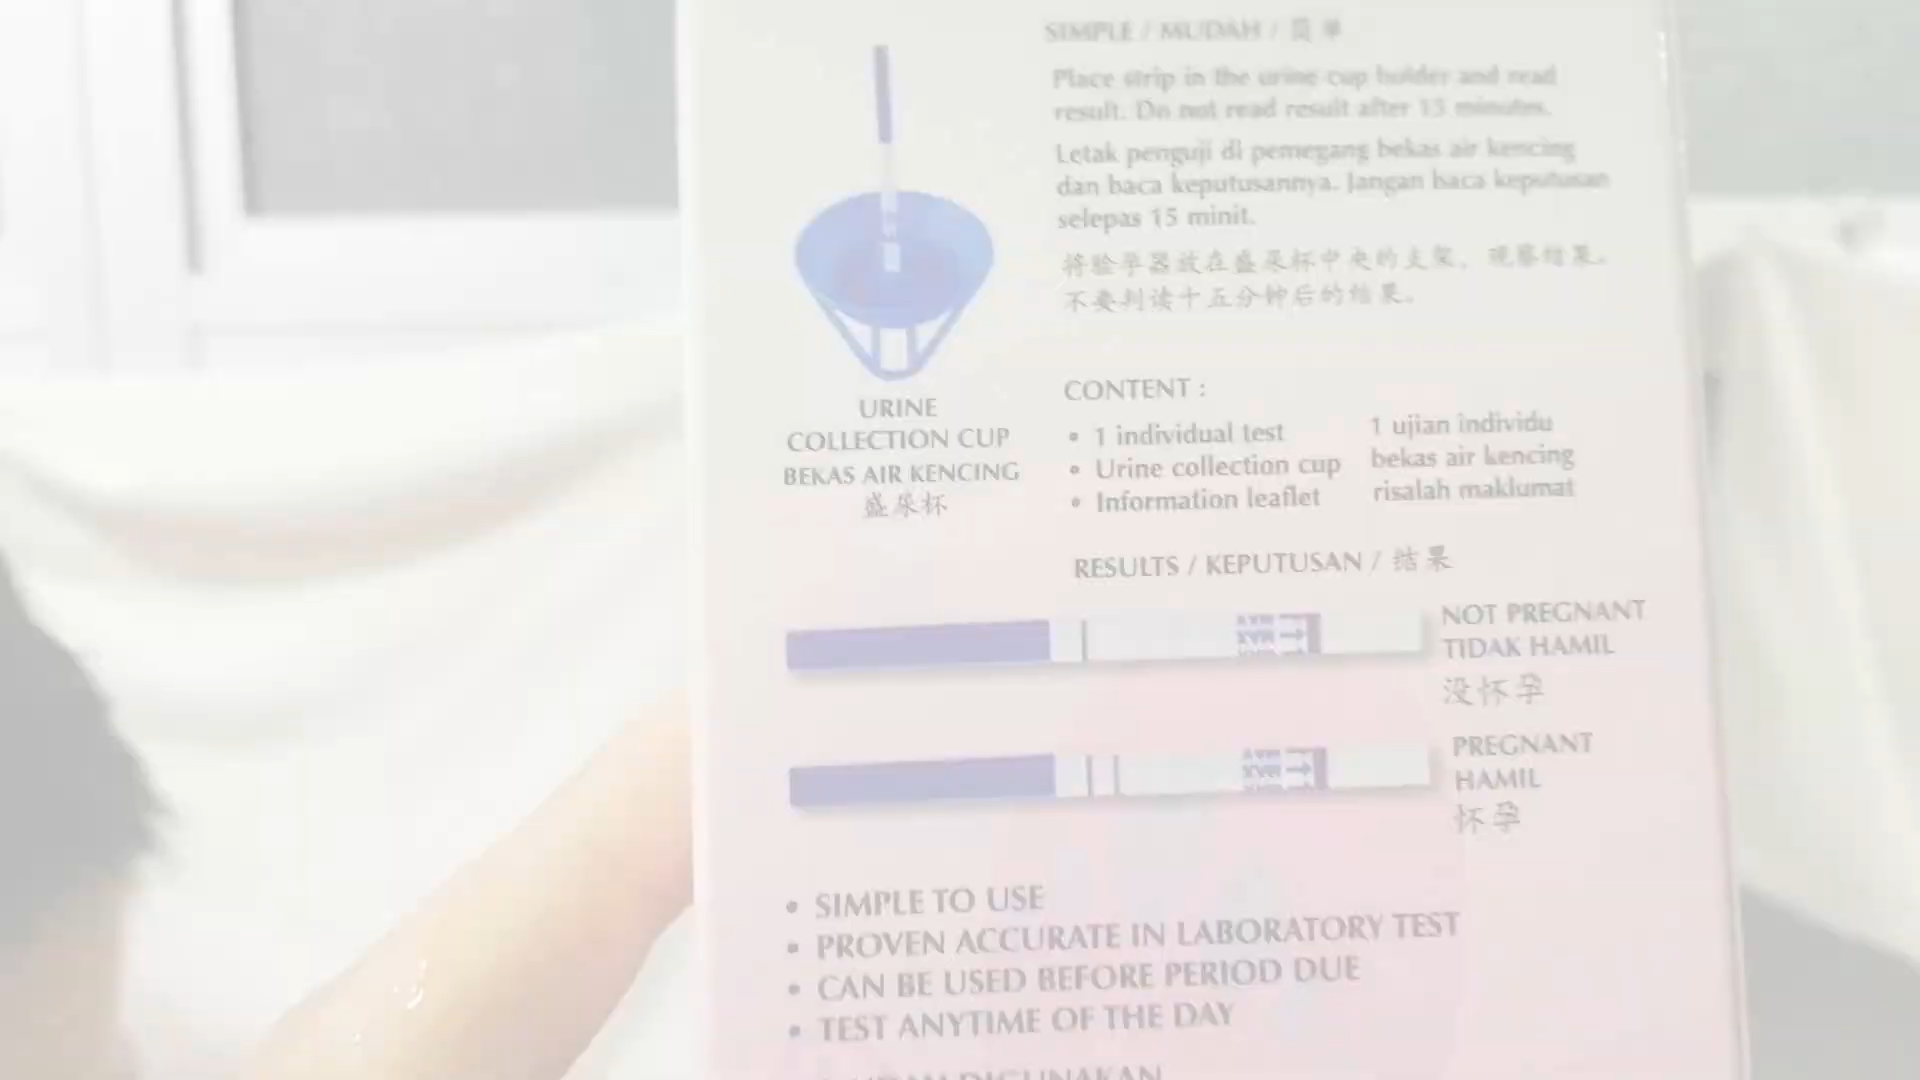 SIMPLE / MUDAH / 简单
Place strip in the urine cup holder and read
result. Do not read result after 15 minutes.
Letak penguji di pemegang bekas air kencing
dan baca keputusannya. Jangan baca keputusan
selepas 15 minit.
将验孕器放在盛尿杯中央的支架，观察结果。
不要判读十五分钟后的结果。
URINE
COLLECTION CUP
BEKAS AIR KENCING
盛尿杯
CONTENT :
• 1 individual test 1 ujian individu
• Urine collection cup bekas air kencing
• Information leaflet risalah maklumat
RESULTS / KEPUTUSAN / 结果
MAX
NOT PREGNANT
TIDAK HAMIL
没怀孕
MAX
PREGNANT
HAMIL
怀孕
• SIMPLE TO USE
• PROVEN ACCURATE IN LABORATORY TEST
• CAN BE USED BEFORE PERIOD DUE
• TEST ANYTIME OF THE DAY
DIGUNAKAN